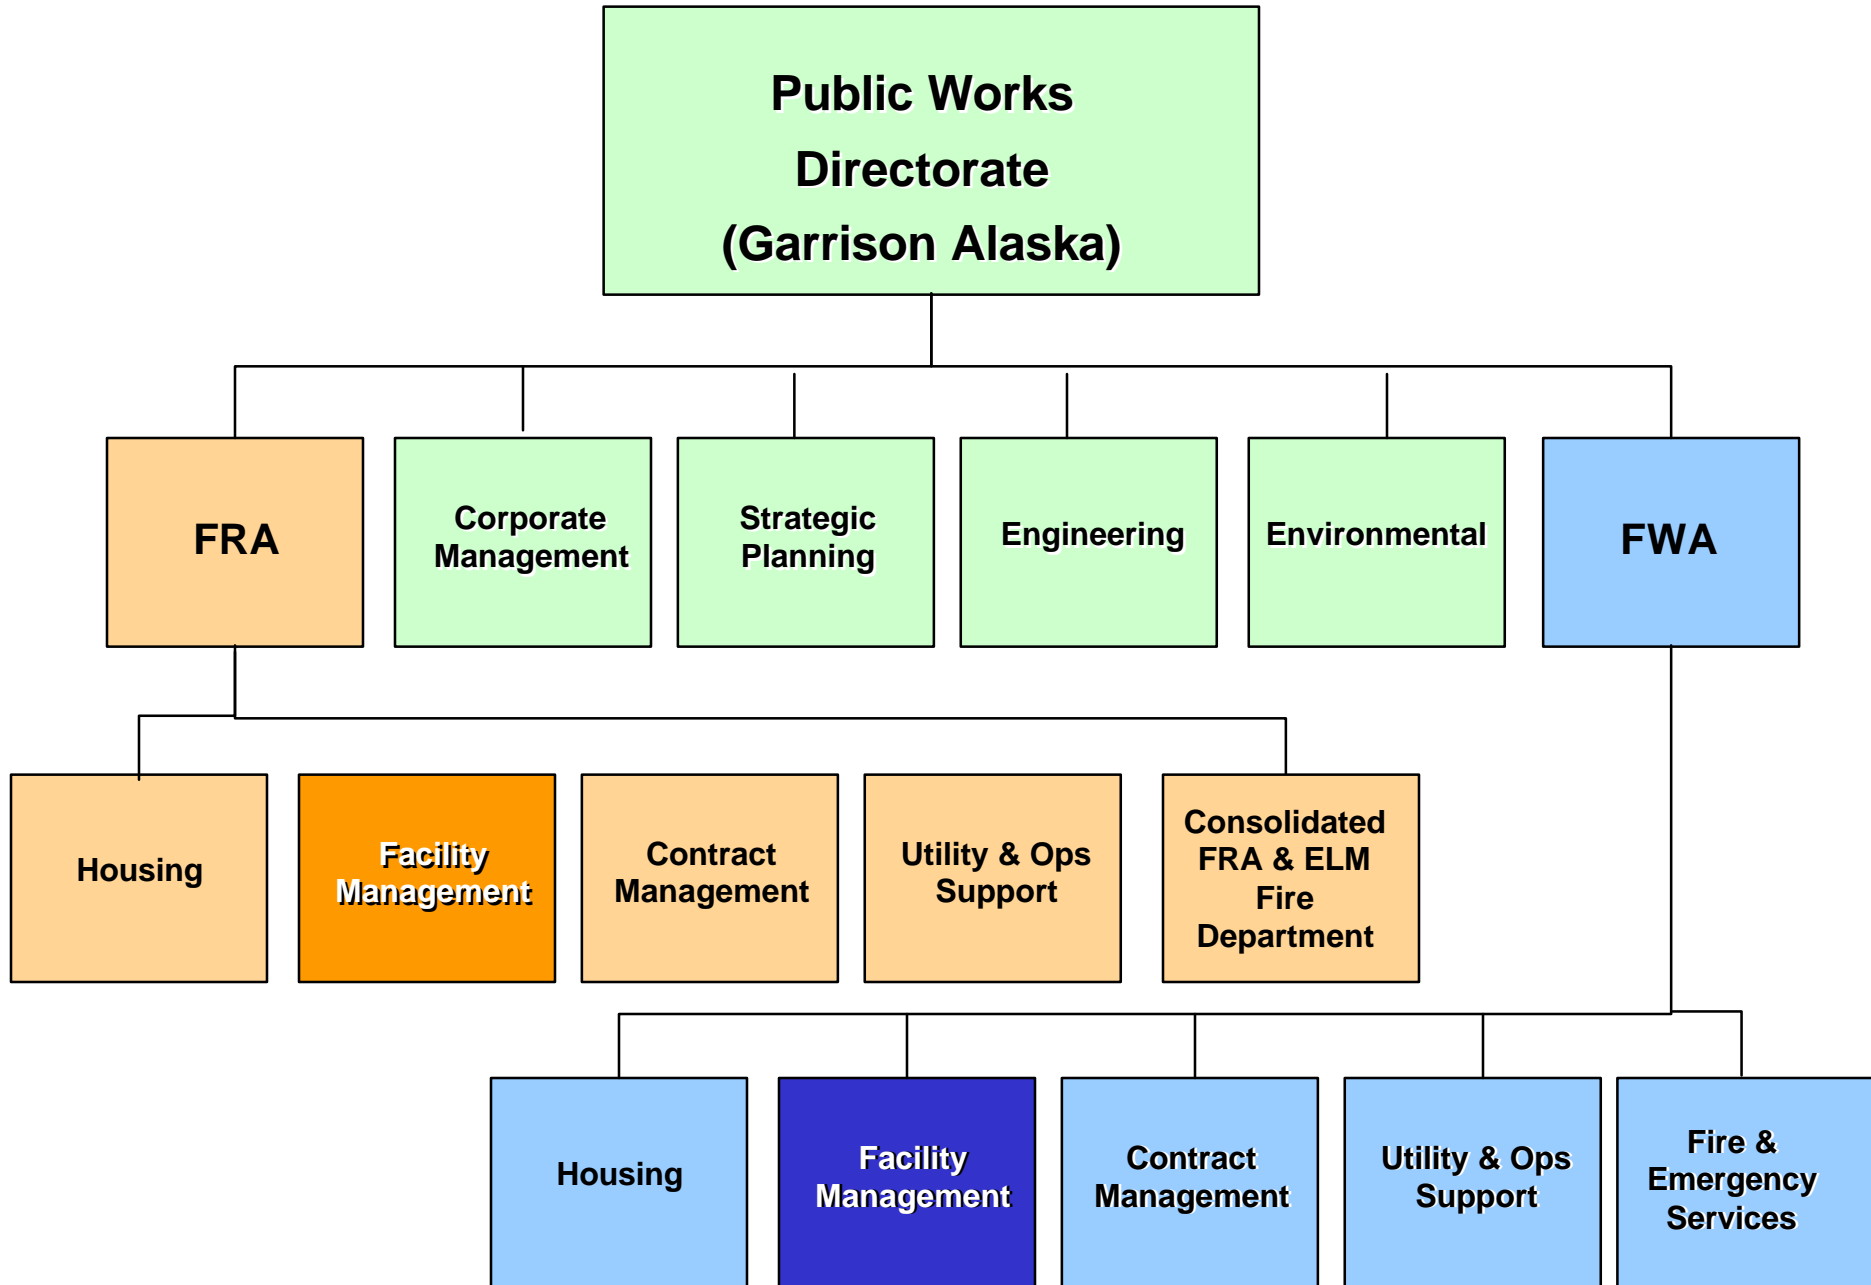 Public Works
Directorate
(Garrison Alaska)
FRA
Corporate
Management
Strategic
Planning
Engineering
Environmental
FWA
Housing
Facility
Management
Contract
Management
Utility & Ops
Support
Consolidated
FRA & ELM
Fire
Department
Housing
Facility
Management
Contract
Management
Utility & Ops
Support
Fire &
Emergency
Services